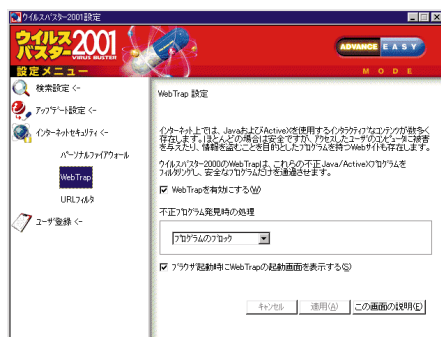 ウイルスバスター2001設定
ウイルス
バスター2001
VIRUS BUSTER
ADVANCE EASY
MODE
設定メニュー
検索設定 <-
アップデート設定 <-
インターネットセキュリティ <-
パーソナルファイアウォール
WebTrap
URLフィルタ
ユーザ登録 <-
WebTrap 設定
インターネット上では、JavaおよびActiveXを使用するインタラクティブなコンテンツが数多く
存在します。ほとんどの場合は安全ですが、アクセスしたユーザのコンピュータに被害
を与えたり、情報を盗むことを目的としたプログラムを持つWebサイトも存在します。
ウイルスバスター2000のWebTrapは、これらの不正Java/ActiveXプログラムを
フィルタリングし、安全なプログラムだけを通過させます。
WebTrapを有効にする(W)
不正プログラム発見時の処理
プログラムのブロック
ブラウザ起動時にWebTrapの起動画面を表示する(S)
キャンセル
適用(A)
この画面の説明(E)